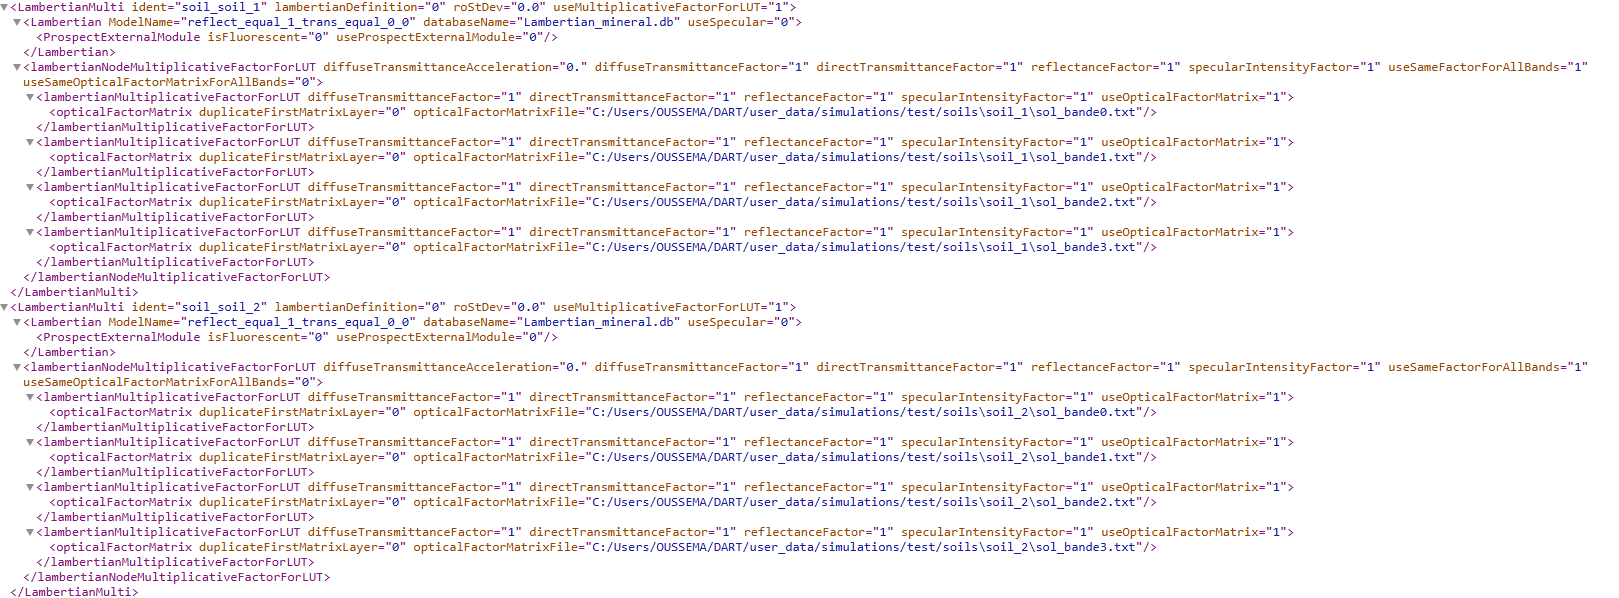 <LambertianMulti ident="soil_soil_1" lambertianDefinition="0" roStDev="0.0" useMultiplicativeFactorForLUT="1">
<Lambertian ModelName="reflect_equal_1_trans_equal_0_0" databaseName="Lambertian_mineral.db" useSpecular="0">
<ProspectExternalModule isFluorescent="0" useProspectExternalModule="0"/>
</Lambertian>
<lambertianNodeMultiplicativeFactorForLUT diffuseTransmittanceAcceleration="0." diffuseTransmittanceFactor="1" directTransmittanceFactor="1" reflectanceFactor="1" specularIntensityFactor="1" useSameFactorForAllBands="1"
useSameOpticalFactorMatrixForAllBands="0">
<lambertianMultiplicativeFactorForLUT diffuseTransmittanceFactor="1" directTransmittanceFactor="1" reflectanceFactor="1" specularIntensityFactor="1" useOpticalFactorMatrix="1">
<opticalFactorMatrix duplicateFirstMatrixLayer="0" opticalFactorMatrixFile="C:/Users/OUSSEMA/DART/user_data/simulations/test/soils\soil_1\sol_bande0.txt"/>
</lambertianMultiplicativeFactorForLUT>
<lambertianMultiplicativeFactorForLUT diffuseTransmittanceFactor="1" directTransmittanceFactor="1" reflectanceFactor="1" specularIntensityFactor="1" useOpticalFactorMatrix="1">
<opticalFactorMatrix duplicateFirstMatrixLayer="0" opticalFactorMatrixFile="C:/Users/OUSSEMA/DART/user_data/simulations/test/soils\soil_1\sol_bande1.txt"/>
</lambertianMultiplicativeFactorForLUT>
<lambertianMultiplicativeFactorForLUT diffuseTransmittanceFactor="1" directTransmittanceFactor="1" reflectanceFactor="1" specularIntensityFactor="1" useOpticalFactorMatrix="1">
<opticalFactorMatrix duplicateFirstMatrixLayer="0" opticalFactorMatrixFile="C:/Users/OUSSEMA/DART/user_data/simulations/test/soils\soil_1\sol_bande2.txt"/>
</lambertianMultiplicativeFactorForLUT>
<lambertianMultiplicativeFactorForLUT diffuseTransmittanceFactor="1" directTransmittanceFactor="1" reflectanceFactor="1" specularIntensityFactor="1" useOpticalFactorMatrix="1">
<opticalFactorMatrix duplicateFirstMatrixLayer="0" opticalFactorMatrixFile="C:/Users/OUSSEMA/DART/user_data/simulations/test/soils\soil_1\sol_bande3.txt"/>
</lambertianMultiplicativeFactorForLUT>
</lambertianNodeMultiplicativeFactorForLUT>
</LambertianMulti>
<LambertianMulti ident="soil_soil_2" lambertianDefinition="0" roStDev="0.0" useMultiplicativeFactorForLUT="1">
<Lambertian ModelName="reflect_equal_1_trans_equal_0_0" databaseName="Lambertian_mineral.db" useSpecular="0">
<ProspectExternalModule isFluorescent="0" useProspectExternalModule="0"/>
</Lambertian>
<lambertianNodeMultiplicativeFactorForLUT diffuseTransmittanceAcceleration="0." diffuseTransmittanceFactor="1" directTransmittanceFactor="1" reflectanceFactor="1" specularIntensityFactor="1" useSameFactorForAllBands="1"
useSameOpticalFactorMatrixForAllBands="0">
<lambertianMultiplicativeFactorForLUT diffuseTransmittanceFactor="1" directTransmittanceFactor="1" reflectanceFactor="1" specularIntensityFactor="1" useOpticalFactorMatrix="1">
<opticalFactorMatrix duplicateFirstMatrixLayer="0" opticalFactorMatrixFile="C:/Users/OUSSEMA/DART/user_data/simulations/test/soils\soil_2\sol_bande0.txt"/>
</lambertianMultiplicativeFactorForLUT>
<lambertianMultiplicativeFactorForLUT diffuseTransmittanceFactor="1" directTransmittanceFactor="1" reflectanceFactor="1" specularIntensityFactor="1" useOpticalFactorMatrix="1">
<opticalFactorMatrix duplicateFirstMatrixLayer="0" opticalFactorMatrixFile="C:/Users/OUSSEMA/DART/user_data/simulations/test/soils\soil_2\sol_bande1.txt"/>
</lambertianMultiplicativeFactorForLUT>
<lambertianMultiplicativeFactorForLUT diffuseTransmittanceFactor="1" directTransmittanceFactor="1" reflectanceFactor="1" specularIntensityFactor="1" useOpticalFactorMatrix="1">
<opticalFactorMatrix duplicateFirstMatrixLayer="0" opticalFactorMatrixFile="C:/Users/OUSSEMA/DART/user_data/simulations/test/soils\soil_2\sol_bande2.txt"/>
</lambertianMultiplicativeFactorForLUT>
<lambertianMultiplicativeFactorForLUT diffuseTransmittanceFactor="1" directTransmittanceFactor="1" reflectanceFactor="1" specularIntensityFactor="1" useOpticalFactorMatrix="1">
<opticalFactorMatrix duplicateFirstMatrixLayer="0" opticalFactorMatrixFile="C:/Users/OUSSEMA/DART/user_data/simulations/test/soils\soil_2\sol_bande3.txt"/>
</lambertianMultiplicativeFactorForLUT>
</lambertianNodeMultiplicativeFactorForLUT>
</LambertianMulti>